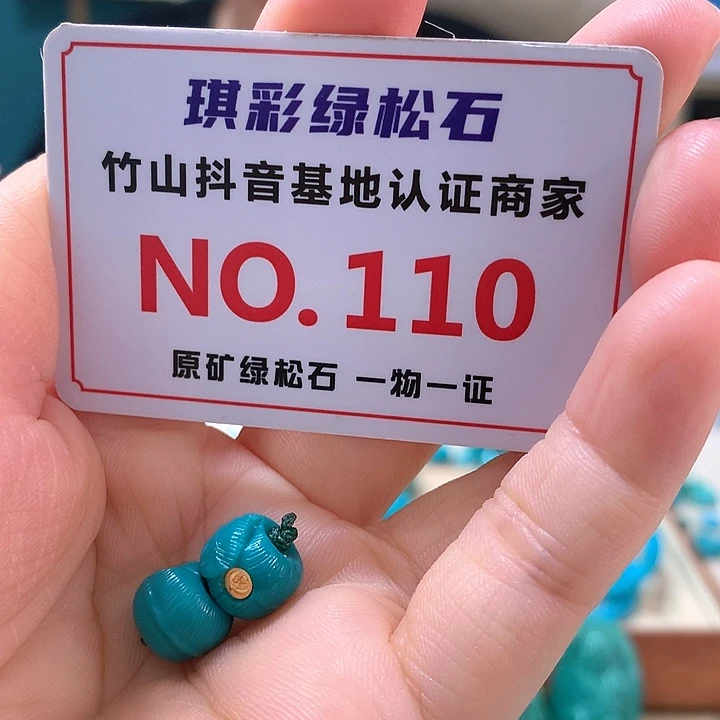 琪彩绿松石
竹山抖音基地认证商家
NO.110
原矿绿松石 一物一证